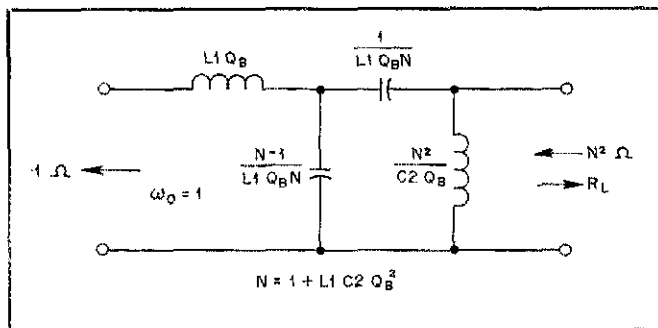 1
L1 Q_B N
L1 Q_B
N-1
L1 Q_B N
N²
C2 Q_B
1 Ω
ω₀ = 1
N² Ω
R_L
N = 1 + L1 C2 Q_B²